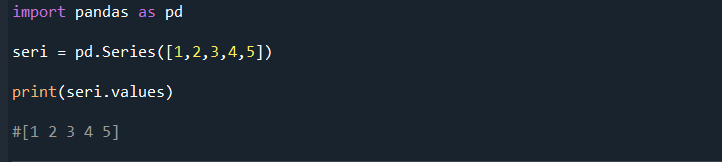 import pandas as pd
seri = pd.Series([1,2,3,4,5])
print(seri.values)
#[1 2 3 4 5]